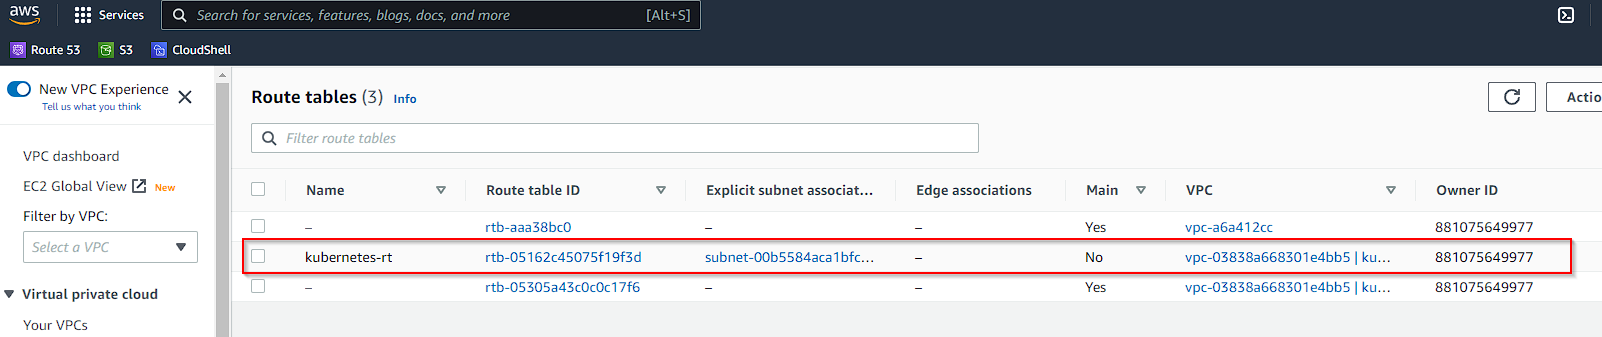 aws Services Search for services, features, blogs, docs, and more [Alt+S]
Route 53 S3 CloudShell
New VPC Experience
Tell us what you think
VPC dashboard
EC2 Global View New
Filter by VPC:
Select a VPC
Virtual private cloud
Your VPCs
Route tables (3) Info
Actio
Filter route tables
Name Route table ID Explicit subnet associat... Edge associations Main VPC Owner ID
– rtb-aaa38bc0 – – Yes vpc-a6a412cc 881075649977
kubernetes-rt rtb-05162c45075f19f3d subnet-00b5584aca1bfc... – No vpc-03838a668301e4bb5 | ku... 881075649977
– rtb-05305a43c0c0c17f6 – – Yes vpc-03838a668301e4bb5 | ku... 881075649977